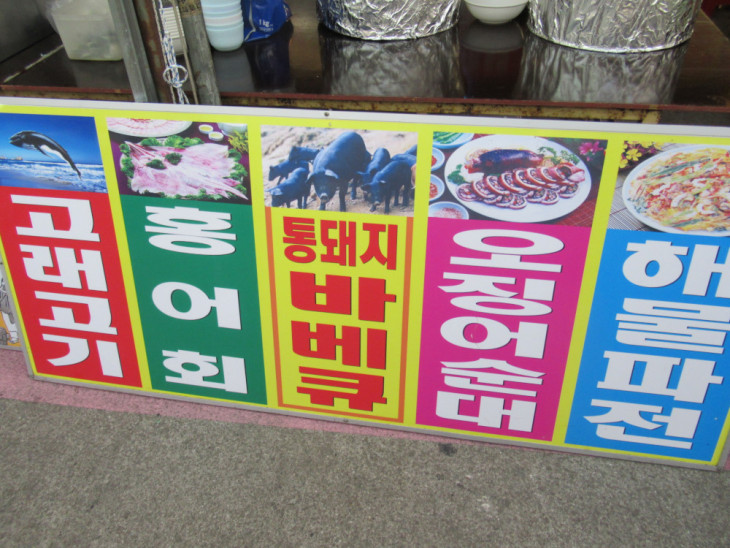 고래고기
홍어회
통돼지
바베큐
오징어순대
해물파전